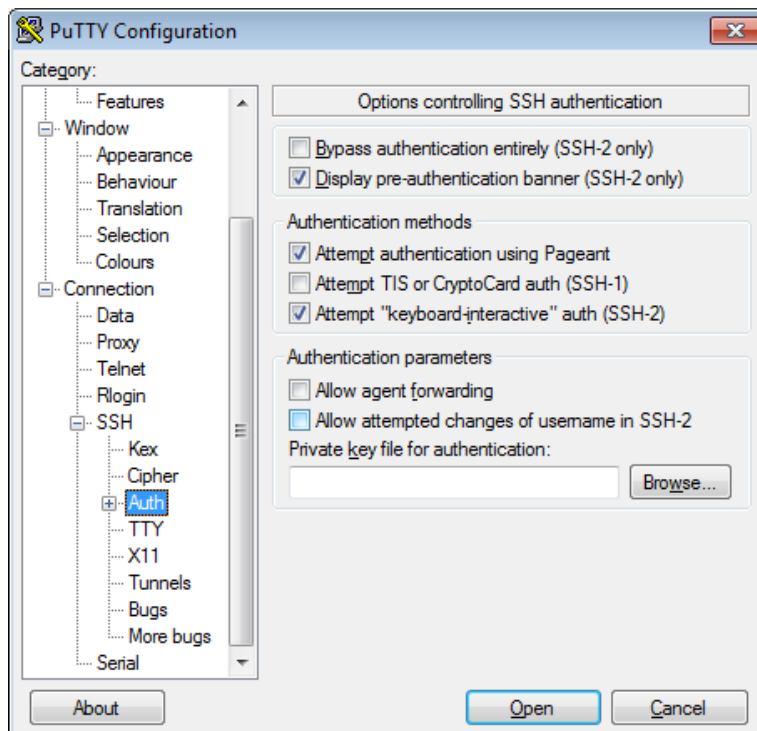 PuTTY Configuration
Category:
Features
Window
Appearance
Behaviour
Translation
Selection
Colours
Connection
Data
Proxy
Telnet
Rlogin
SSH
Kex
Cipher
Auth
TTY
X11
Tunnels
Bugs
More bugs
Serial
Options controlling SSH authentication
Bypass authentication entirely (SSH-2 only)
Display pre-authentication banner (SSH-2 only)
Authentication methods
Attempt authentication using Pageant
Attempt TIS or CryptoCard auth (SSH-1)
Attempt "keyboard-interactive" auth (SSH-2)
Authentication parameters
Allow agent forwarding
Allow attempted changes of username in SSH-2
Private key file for authentication:
Browse...
About
Open
Cancel